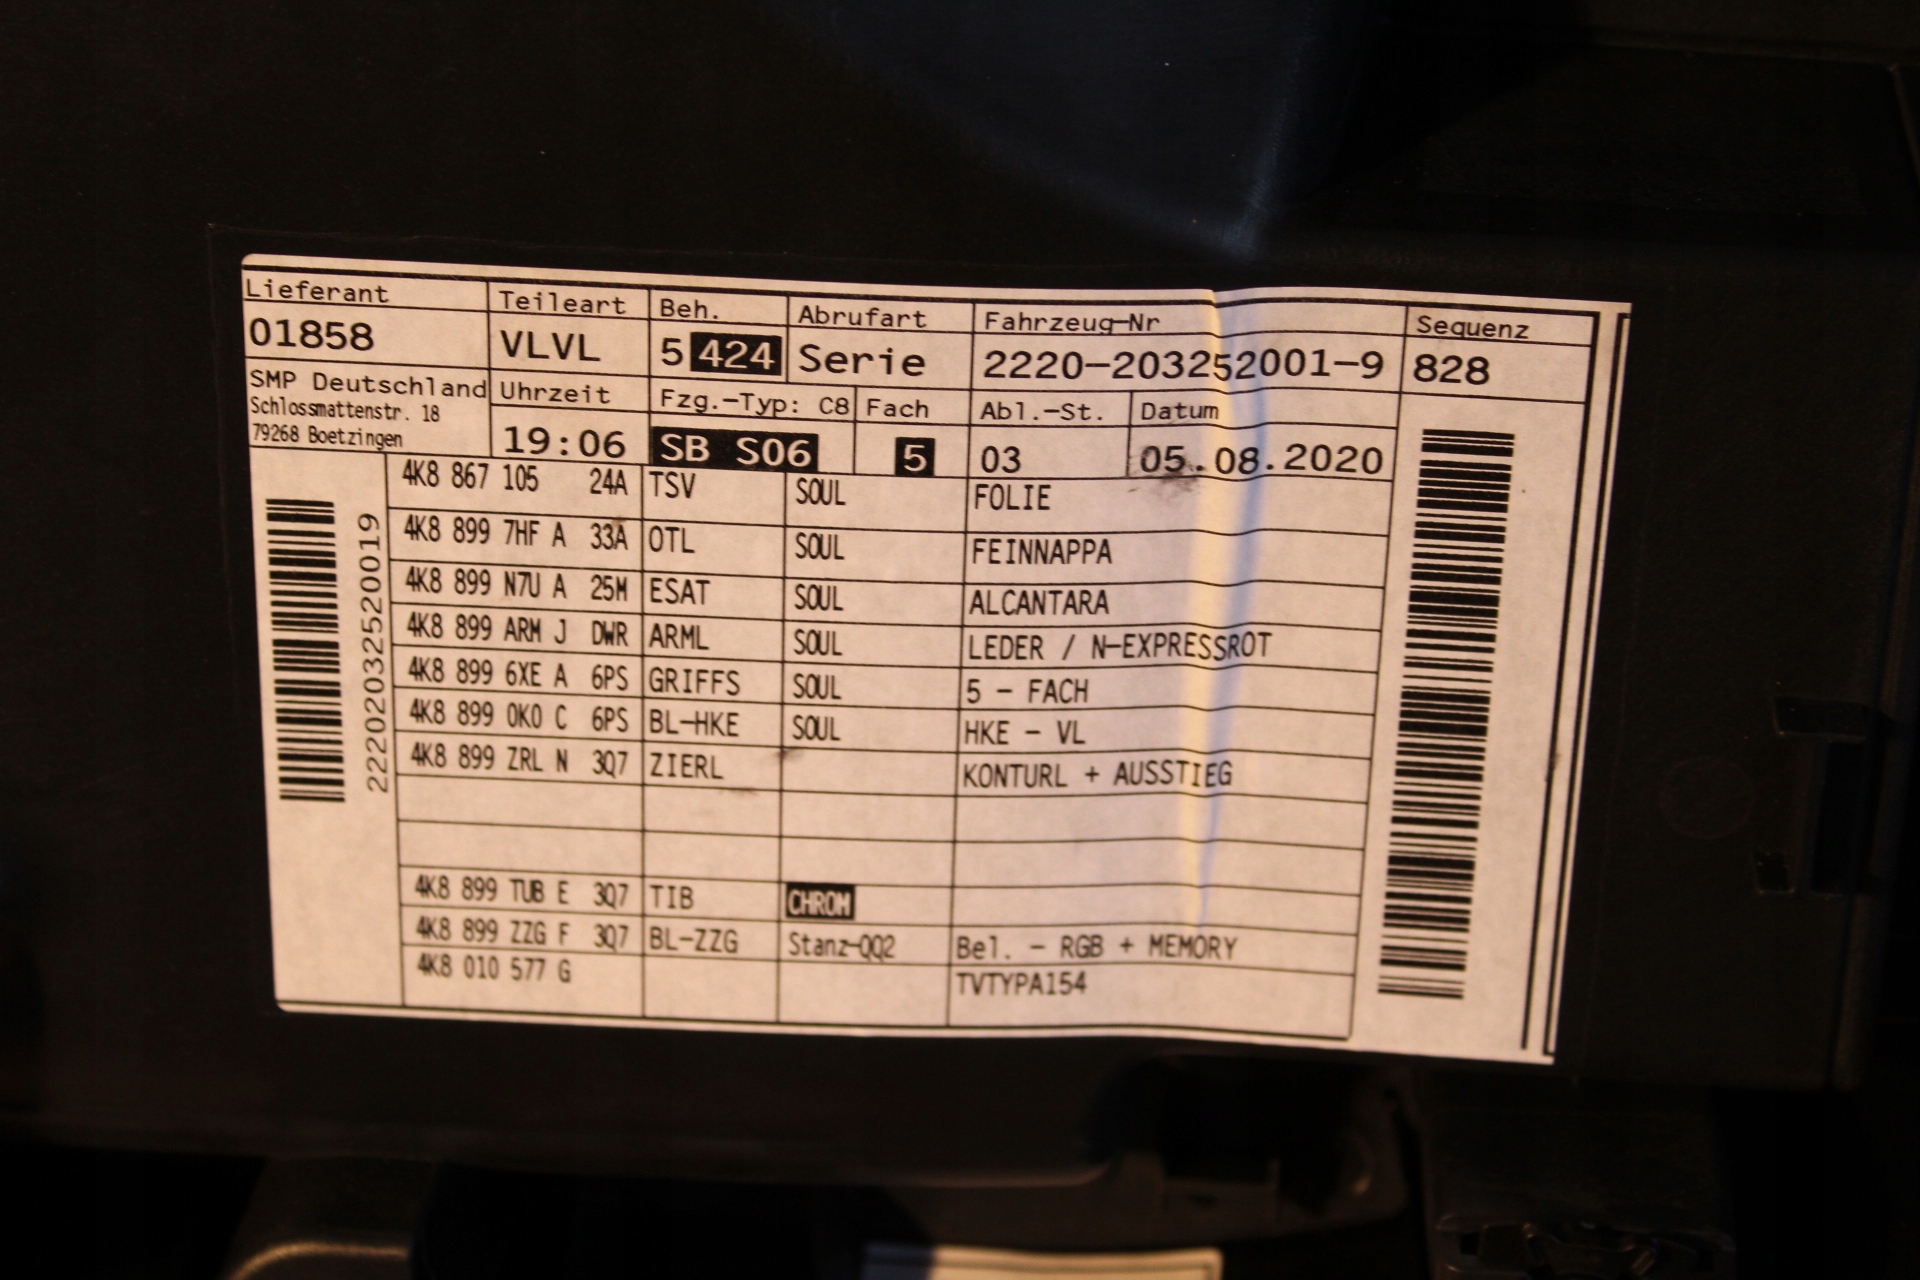 Lieferant Teileart Beh. Abrufart Fahrzeug-Nr Sequenz
01858 VLVL 5 424 Serie 2220-203252001-9 828
SMP Deutschland Uhrzeit Fzg.-Typ: C8 Fach Abl.-St. Datum
Schlossmattenstr. 18
79268 Boetzingen 19:06 SB S06 5 03 05.08.2020
4K8 867 105 24A TSV SOUL FOLIE
4K8 899 7HF A 33A OTL SOUL FEINNAPPA
4K8 899 N7U A 25M ESAT SOUL ALCANTARA
4K8 899 ARM J DWR ARML SOUL LEDER / N-EXPRESSROT
4K8 899 6XE A 6PS GRIFFS SOUL 5 - FACH
4K8 899 0K0 C 6PS BL-HKE SOUL HKE - VL
4K8 899 ZRL N 3Q7 ZIERL KONTURL + AUSSTIEG
4K8 899 TUB E 3Q7 TIB CHROM
4K8 899 ZZG F 3Q7 BL-ZZG Stanz-QQ2 Bel. - RGB + MEMORY
4K8 010 577 G TVTYPA154
22202032520019